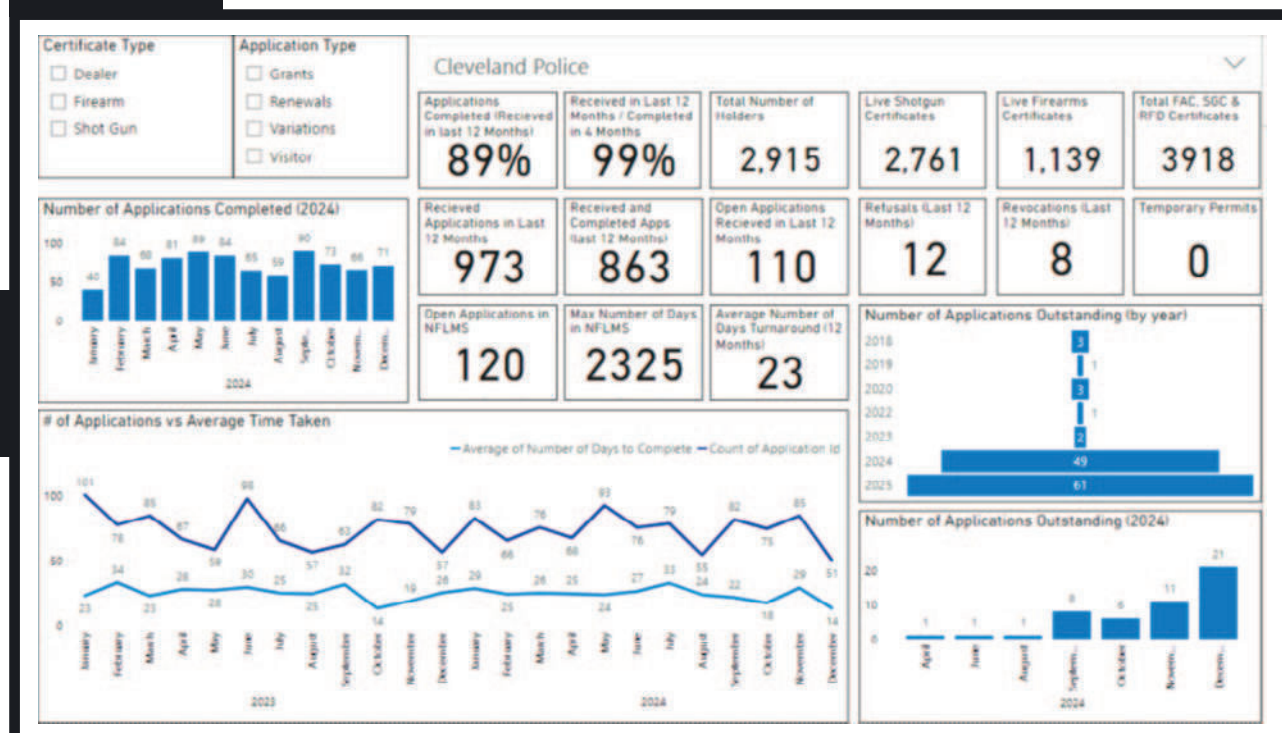 Certificate Type
Dealer
Firearm
Shot Gun
Application Type
Grants
Renewals
Variations
Visitor
Cleveland Police
Applications
Completed (Recieved
in last 12 Months)
89%
Received in Last 12
Months / Completed
in 4 Months
99%
Total Number of
Holders
2,915
Live Shotgun
Certificates
2,761
Live Firearms
Certificates
1,139
Total FAC, SGC &
RFD Certificates
3918
Number of Applications Completed (2024)
100
50
0
40
84
68
81
89
84
65
59
90
73
66
71
January
February
March
April
May
June
July
August
Septe...
October
Novem...
Decem...
2024
Recieved
Applications in Last
12 Months
973
Received and
Completed Apps
(last 12 Months)
863
Open Applications
Recieved in Last 12
Months
110
Refusals (Last 12
Months)
12
Revocations (Last
12 Months)
8
Temporary Permits
0
Open Applications in
NFLMS
120
Max Number of Days
in NFLMS
2325
Average Number of
Days Turnaround (12
Months)
23
Number of Applications Outstanding (by year)
2018
3
2019
1
2020
3
2022
1
2023
2
2024
49
2025
61
# of Applications vs Average Time Taken
Average of Number of Days to Complete
Count of Application Id
100
50
0
101
78
85
67
59
98
66
57
63
82
79
57
83
66
76
68
93
76
79
55
82
75
85
51
23
34
23
28
28
30
25
25
32
14
19
26
29
25
26
25
24
27
33
24
22
18
29
14
January
February
March
April
May
June
July
August
September
October
November
December
January
February
March
April
May
June
July
August
September
October
November
December
2023
2024
Number of Applications Outstanding (2024)
20
10
0
1
1
1
8
6
11
21
April
June
August
Septem...
October
Novem...
Decem...
2024